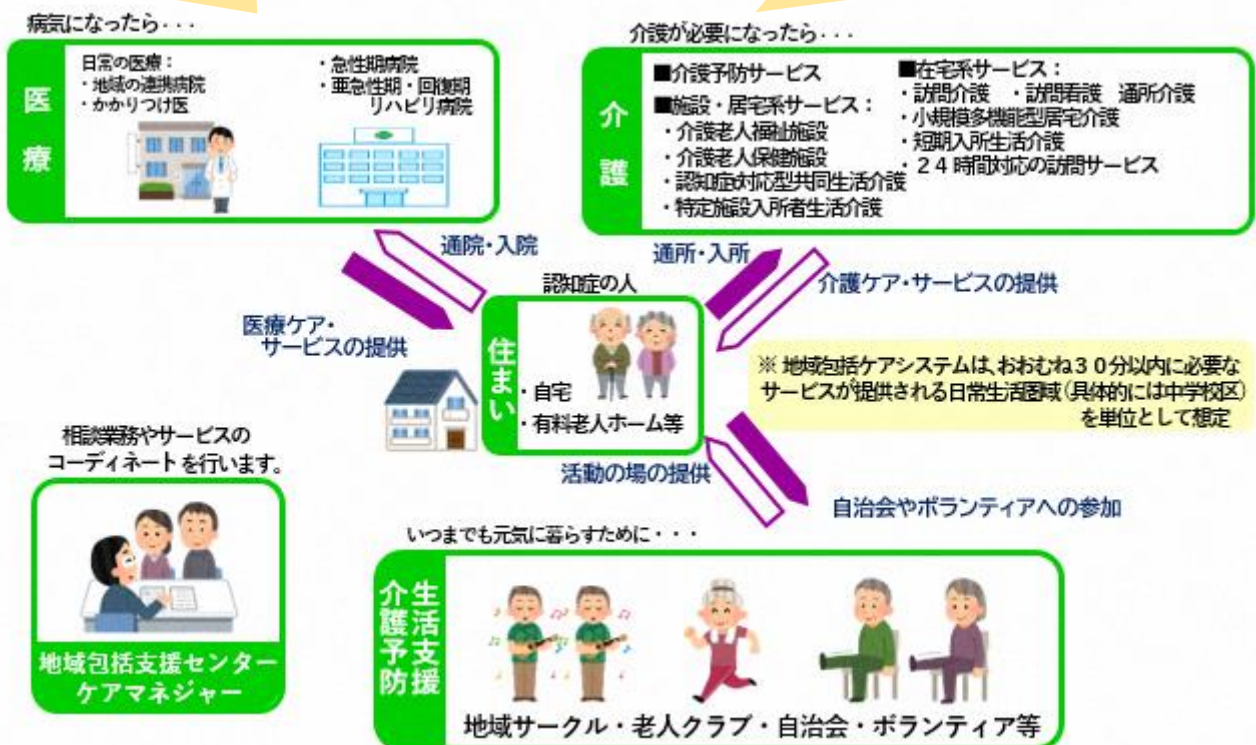 病気になったら・・・
医療
日常の医療：
・地域の連携病院
・かかりつけ医
・急性期病院
・亜急性期・回復期
リハビリ病院
介護が必要になったら・・・
介護
■介護予防サービス
■施設・居宅系サービス：
・介護老人福祉施設
・介護老人保健施設
・認知症対応型共同生活介護
・特定施設入所者生活介護
■在宅系サービス：
・訪問介護　・訪問看護　通所介護
・小規模多機能型居宅介護
・短期入所生活介護
・２４時間対応の訪問サービス
通院・入院
医療ケア・
サービスの提供
通所・入所
介護ケア・サービスの提供
認知症の人
住まい
・自宅
・有料老人ホーム等
※ 地域包括ケアシステムは、おおむね３０分以内に必要な
サービスが提供される日常生活圏域（具体的には中学校区）
を単位として想定
相談業務やサービスの
コーディネートを行います。
地域包括支援センター
ケアマネジャー
活動の場の提供
自治会やボランティアへの参加
いつまでも元気に暮らすために・・・
生活支援
介護予防
地域サークル・老人クラブ・自治会・ボランティア等